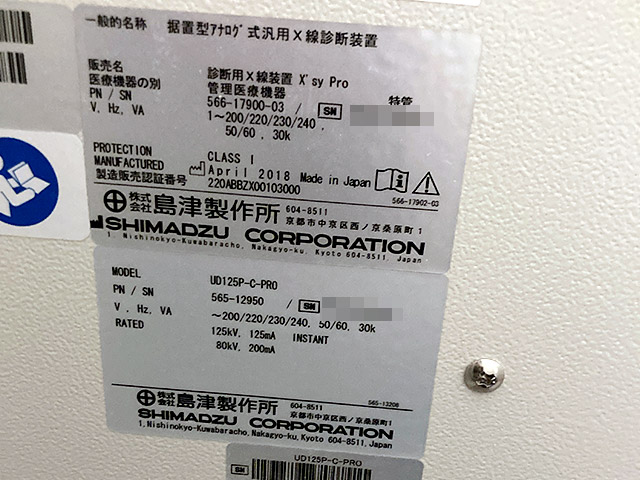 一般的名称 据置型アナログ式汎用X線診断装置
販売名 診断用X線装置 X'sy Pro
医療機器の別 管理医療機器 特管
PN / SN 566-17900-03 / SN
V, Hz, VA 1～200/220/230/240,
50/60, 30k
PROTECTION CLASS I
MANUFACTURED April 2018 Made in Japan
製造販売認証番号 220ABBZX00103000
566-17902-03
株式会社 島津製作所 604-8511
京都市中京区西ノ京桑原町1
SHIMADZU CORPORATION
1, Nishinokyo-Kuwabaracho, Nakagyo-ku, Kyoto 604-8511, Japan
MODEL UD125P-C-PRO
PN / SN 565-12950 / SN
V, Hz, VA ～200/220/230/240, 50/60, 30k
RATED 125kV, 125mA INSTANT
80kV, 200mA
565-13208
株式会社 島津製作所 604-8511
京都市中京区西ノ京桑原町1
SHIMADZU CORPORATION
1, Nishinokyo-Kuwabaracho, Nakagyo-ku, Kyoto 604-8511, Japan
UD125P-C-PRO
SN